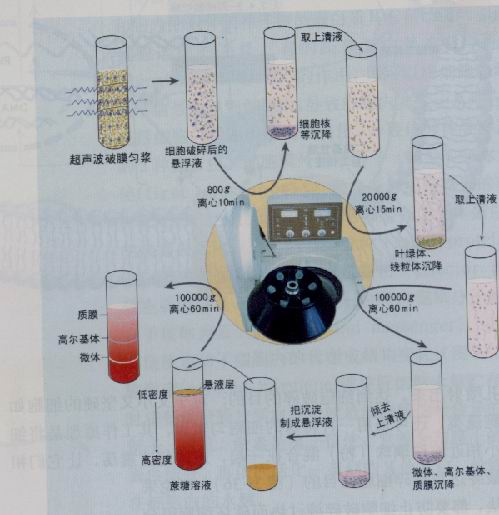 取上清液
细胞核
等沉降
超声波破膜匀浆
细胞破碎后的
悬浮液
800g
离心10min
20000g
离心15min
取上清液
叶绿体、
线粒体沉降
100000g
离心60min
100000g
离心60min
质膜
高尔基体
微体
低密度
悬液层
高密度
蔗糖溶液
把沉淀
制成悬浮液
倾去
上清液
微体、高尔基体、
质膜沉降